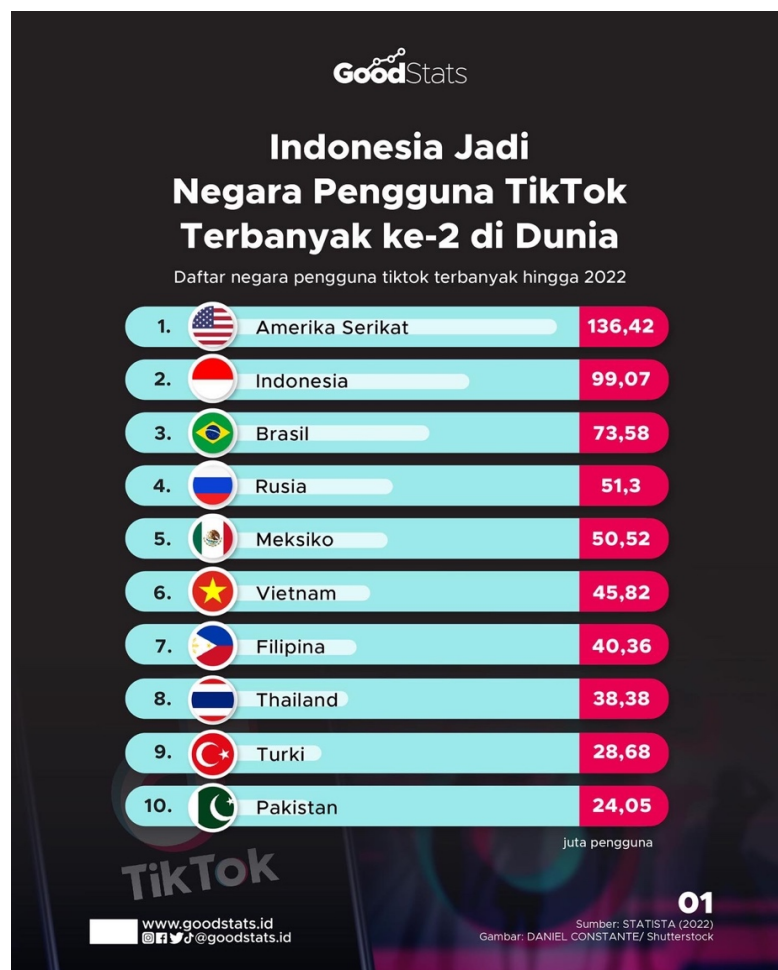 GoodStats
Indonesia Jadi
Negara Pengguna TikTok
Terbanyak ke-2 di Dunia
Daftar negara pengguna tiktok terbanyak hingga 2022
1. Amerika Serikat 136,42
2. Indonesia 99,07
3. Brasil 73,58
4. Rusia 51,3
5. Meksiko 50,52
6. Vietnam 45,82
7. Filipina 40,36
8. Thailand 38,38
9. Turki 28,68
10. Pakistan 24,05
juta pengguna
TikTok
01
www.goodstats.id
@goodstats.id
Sumber: STATISTA (2022)
Gambar: DANIEL CONSTANTE/ Shutterstock